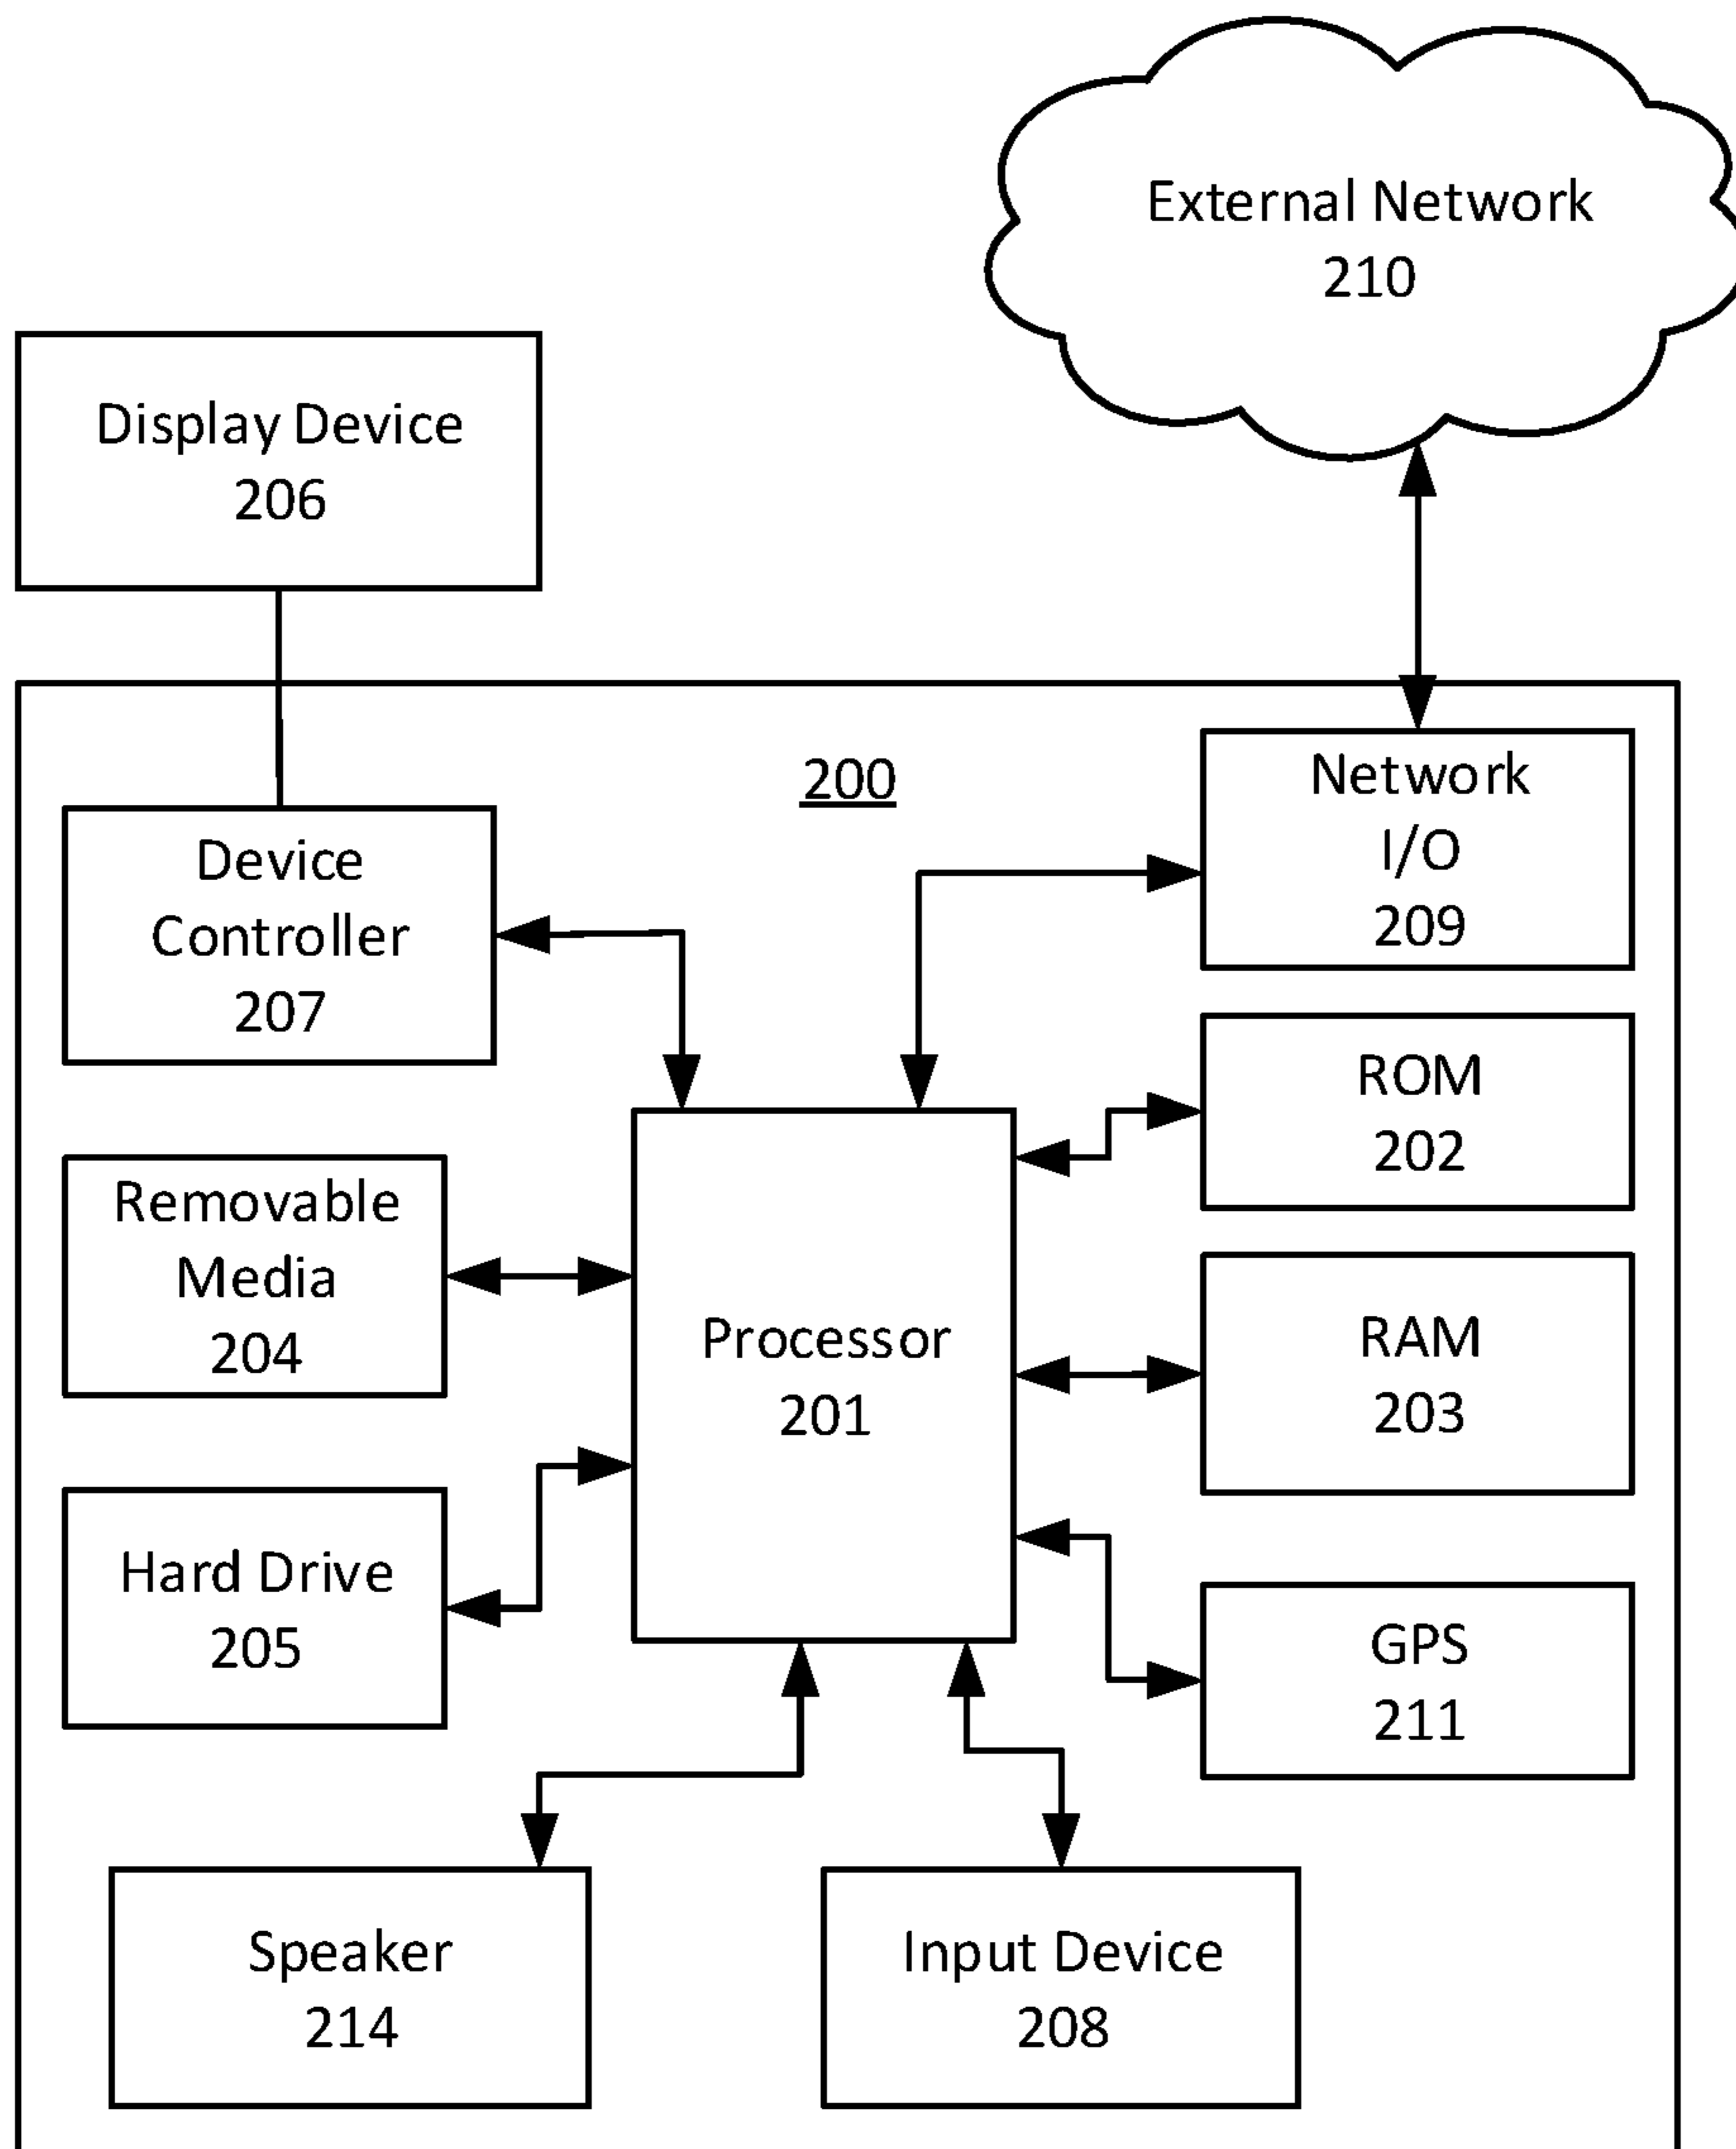 External Network
210
Display Device
206
200
Network
I/O
209
Device
Controller
207
ROM
202
Removable
Media
204
Processor
201
RAM
203
Hard Drive
205
GPS
211
Speaker
214
Input Device
208